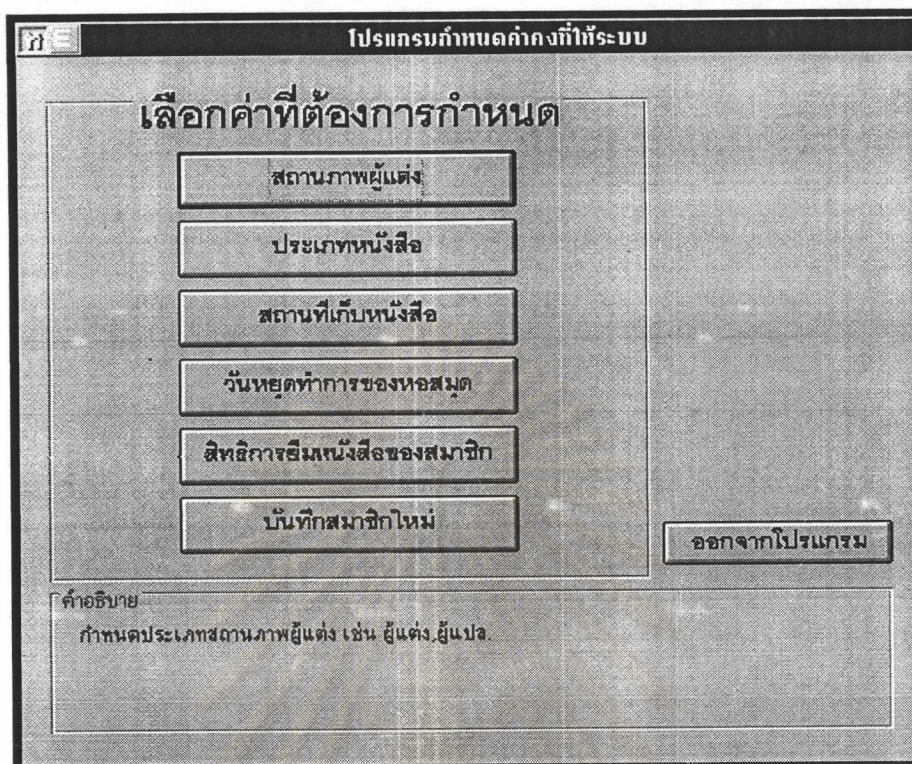 โปรแกรมกำหนดค่าคงที่ให้ระบบ
เลือกค่าที่ต้องการกำหนด
สถานภาพผู้แต่ง
ประเภทหนังสือ
สถานที่เก็บหนังสือ
วันหยุดทำการของหอสมุด
สิทธิการยืมหนังสือของสมาชิก
บันทึกสมาชิกใหม่
ออกจากโปรแกรม
คำอธิบาย
กำหนดประเภทสถานภาพผู้แต่ง เช่น ผู้แต่ง,ผู้แปล.